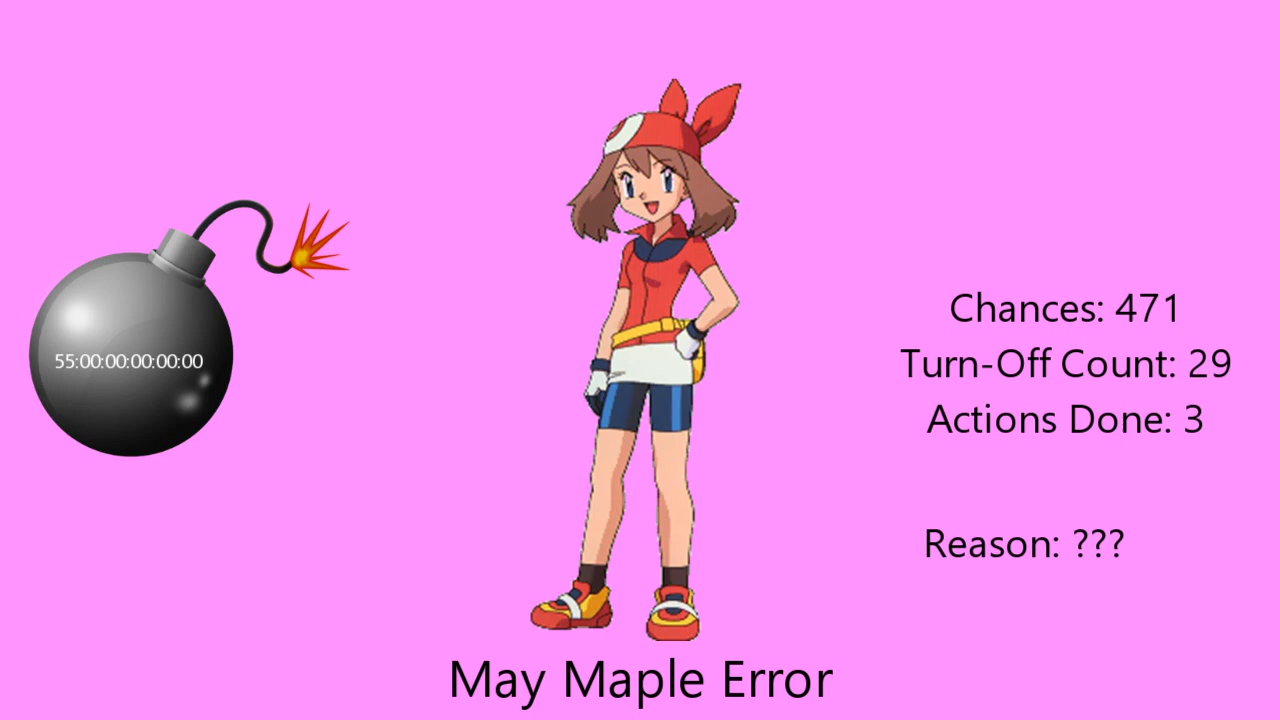 55:00:00:00:00:00
Chances: 471
Turn-Off Count: 29
Actions Done: 3
Reason: ???
May Maple Error